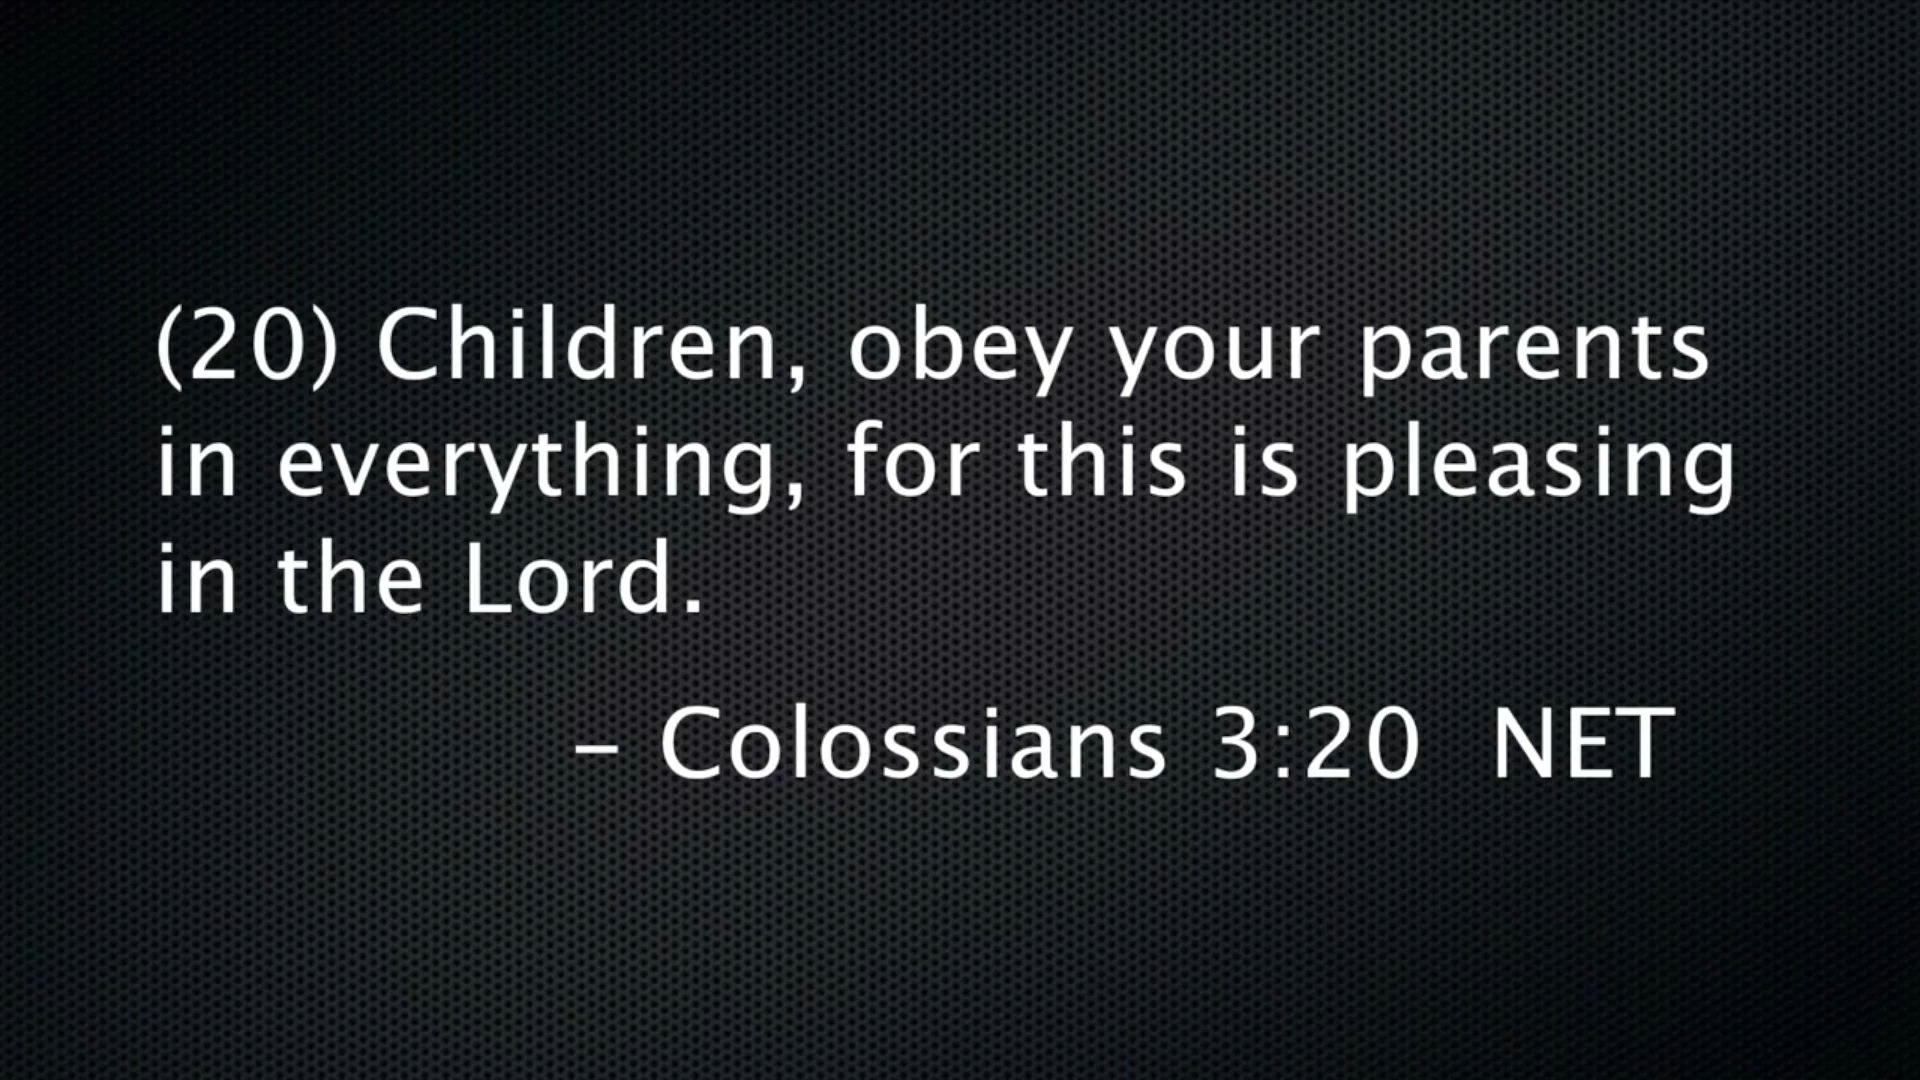 (20) Children, obey your parents
in everything, for this is pleasing
in the Lord.
– Colossians 3:20  NET